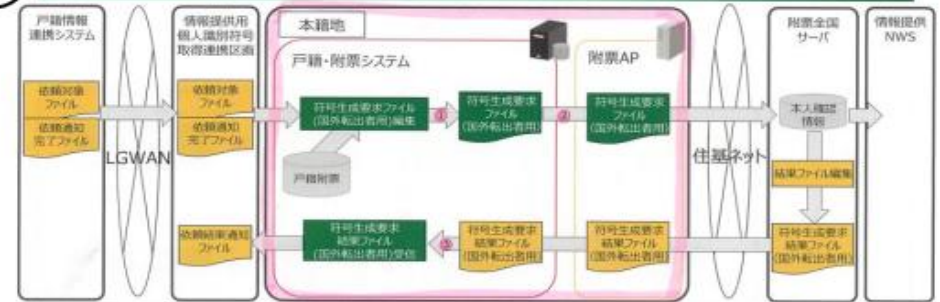 戸籍情報
連携システム
情報提供用
個人識別符号
取得連携区画
本籍地
附票全国
サーバ
情報提供
NWS
戸籍・附票システム
附票AP
依頼対象
ファイル
依頼通知
完了ファイル
LGWAN
依頼対象
ファイル
依頼通知
完了ファイル
符号生成要求ファイル
(国外転出者用)編集
①
符号生成要求
ファイル
(国外転出者用)
②
符号生成要求
ファイル
(国外転出者用)
住基ネット
本人確認
情報
戸籍附票
結果ファイル編集
依頼結果通知
ファイル
符号生成要求
結果ファイル
(国外転出者用)受信
③
符号生成要求
結果ファイル
(国外転出者用)
符号生成要求
結果ファイル
(国外転出者用)
符号生成要求
結果ファイル
(国外転出者用)